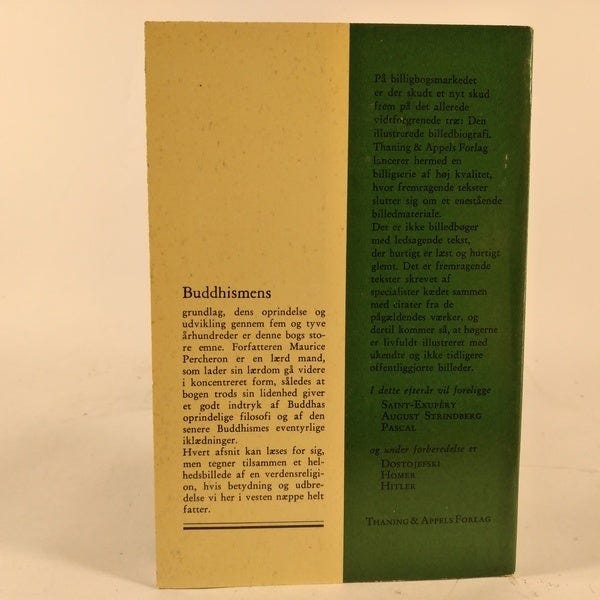 Buddhismens
grundlag, dens oprindelse og
udvikling gennem fem og tyve
århundreder er denne bogs sto-
re emne. Forfatteren Maurice
Percheron er en lærd mand,
som lader sin lærdom gå videre
i koncentreret form, således at
bogen trods sin lidenhed giver
et godt indtryk af Buddhas
oprindelige filosofi og af den
senere Buddhismes eventyrlige
iklædninger.
Hvert afsnit kan læses for sig,
men tegner tilsammen et hel-
hedsbillede af en verdensreligi-
on, hvis betydning og udbre-
delse vi her i vesten næppe helt
fatter.
På billigbogsmarkedet
er der skudt et nyt skud
frem på det allerede
vidtforgrenede træ: Den
illustrerede billedbiografi.
Thaning & Appels Forlag
lancerer hermed en
billigserie af høj kvalitet,
hvor fremragende tekster
slutter sig om et enestående
billedmateriale.
Det er ikke billedbøger
med ledsagende tekst,
der hurtigt er læst og hurtigt
glemt. Det er fremragende
tekster skrevet af
specialister kædet sammen
med citater fra de
pågældendes værker, og
dertil kommer så, at bøgerne
er livfuldt illustreret med
ukendte og ikke tidligere
offentliggjorte billeder.
I dette efterår vil foreligge
SAINT-EXUPÉRY
AUGUST STRINDBERG
PASCAL
og under forberedelse er
DOSTOJEFSKI
HOMER
HITLER
THANING & APPELS FORLAG